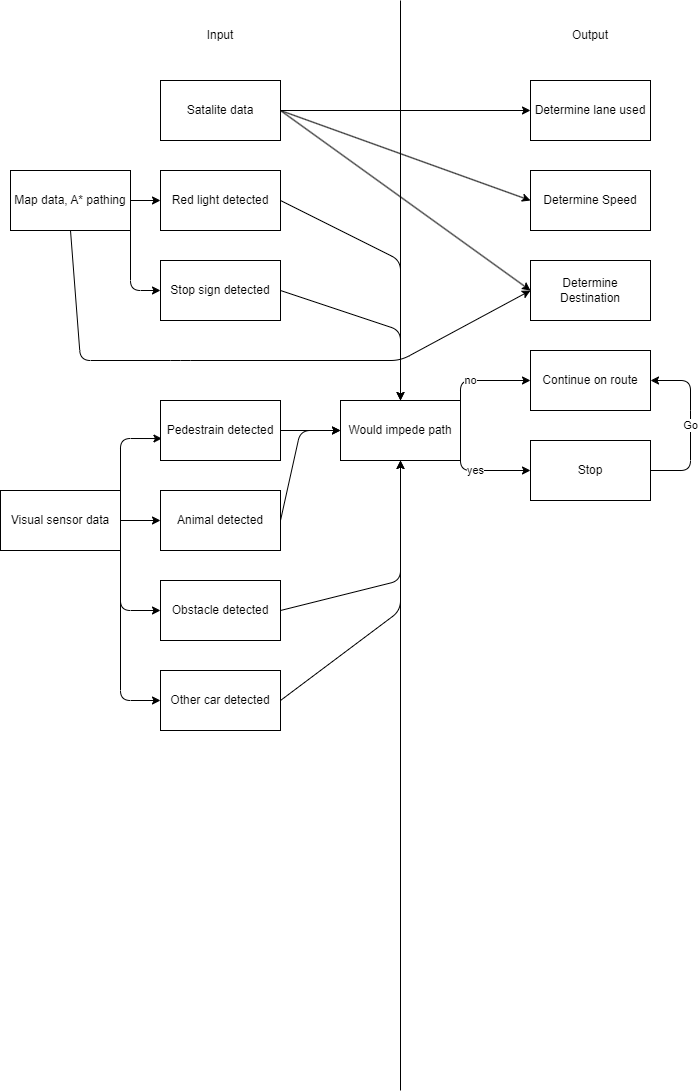 Input
Output
Satalite data
Determine lane used
Map data, A* pathing
Red light detected
Determine Speed
Stop sign detected
Determine
Destination
no
Continue on route
Pedestrain detected
Would impede path
Go
yes
Stop
Visual sensor data
Animal detected
Obstacle detected
Other car detected